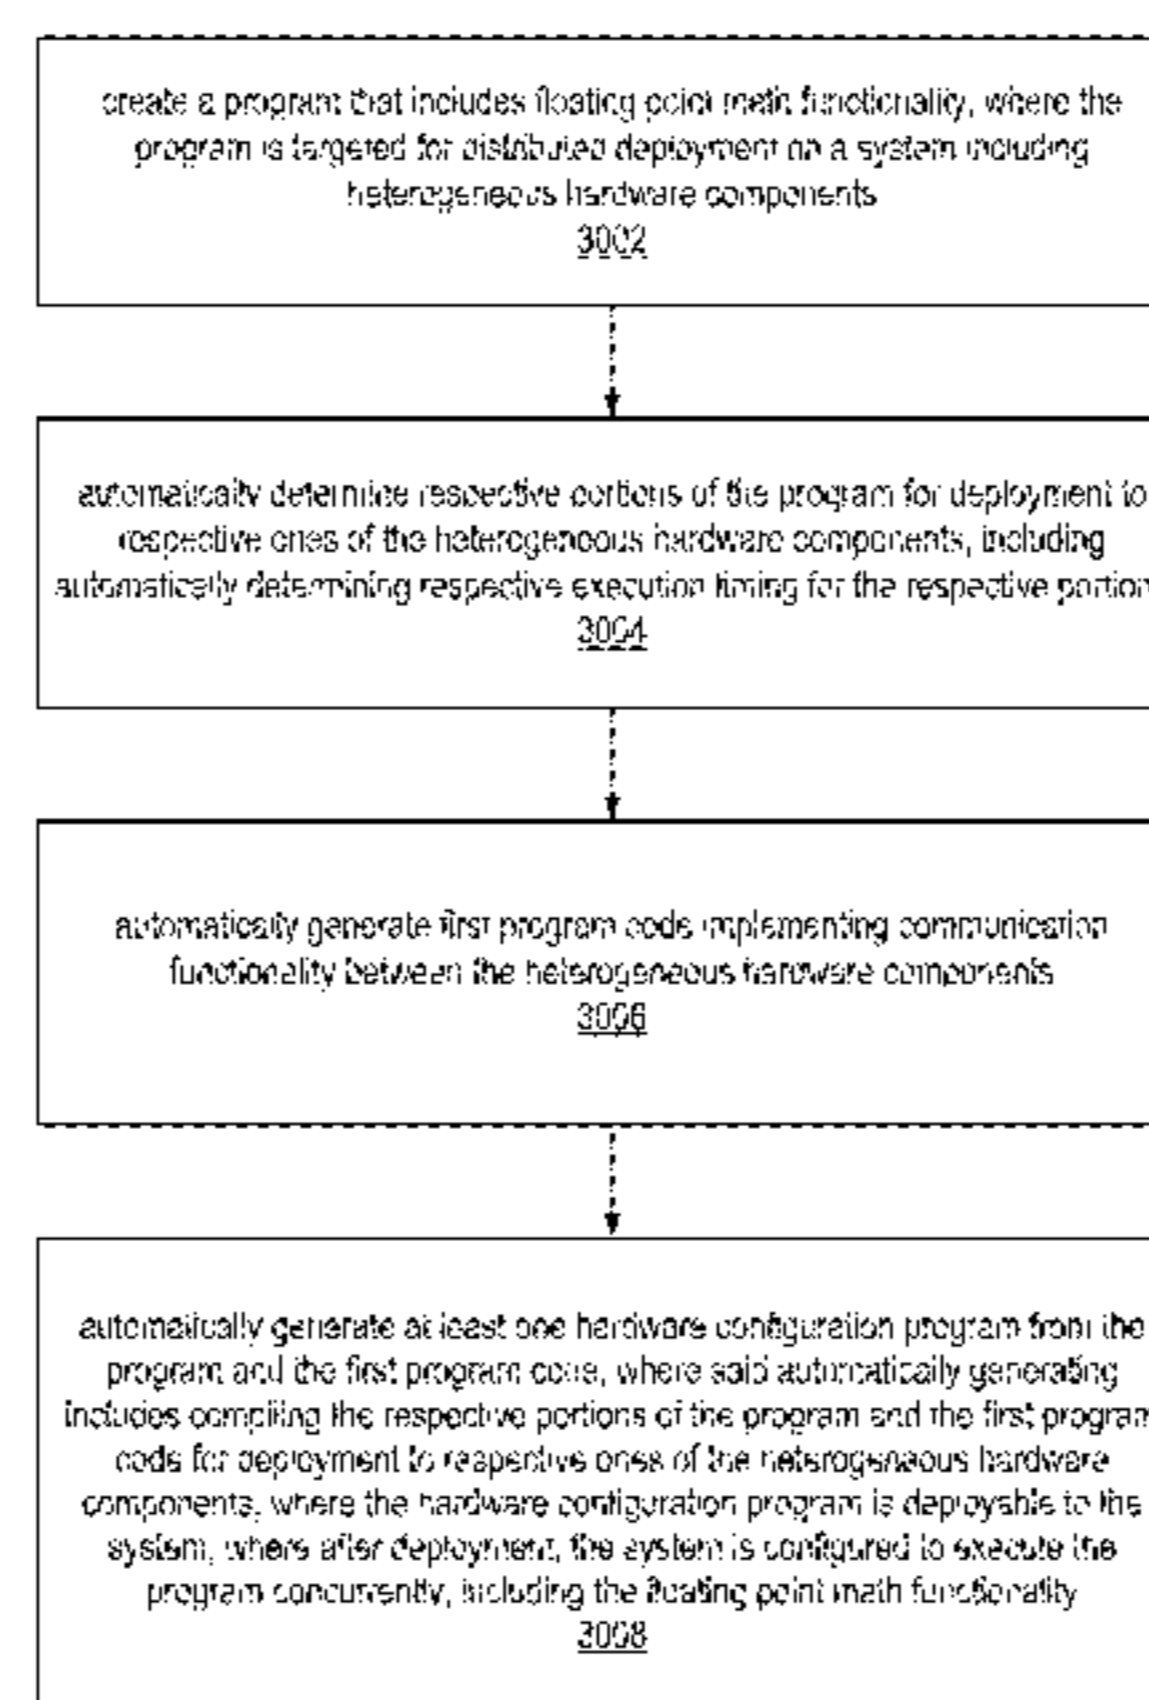 create a program that includes floating point math functionality, where the
program is targeted for distributed deployment on a system including
heterogeneous hardware components
3002
automatically determine respective portions of the program for deployment to
respective ones of the heterogeneous hardware components, including
automatically determining respective execution timing for the respective portion
3004
automatically generate first program code implementing communication
functionality between the heterogeneous hardware components
3006
automatically generate at least one hardware configuration program from the
program and the first program code, where said automatically generating
includes compiling the respective portions of the program and the first program
code for deployment to respective ones of the heterogeneous hardware
components, where the hardware configuration program is deployable to the
system, where after deployment, the system is configured to execute the
program concurrently, including the floating point math functionality
3008